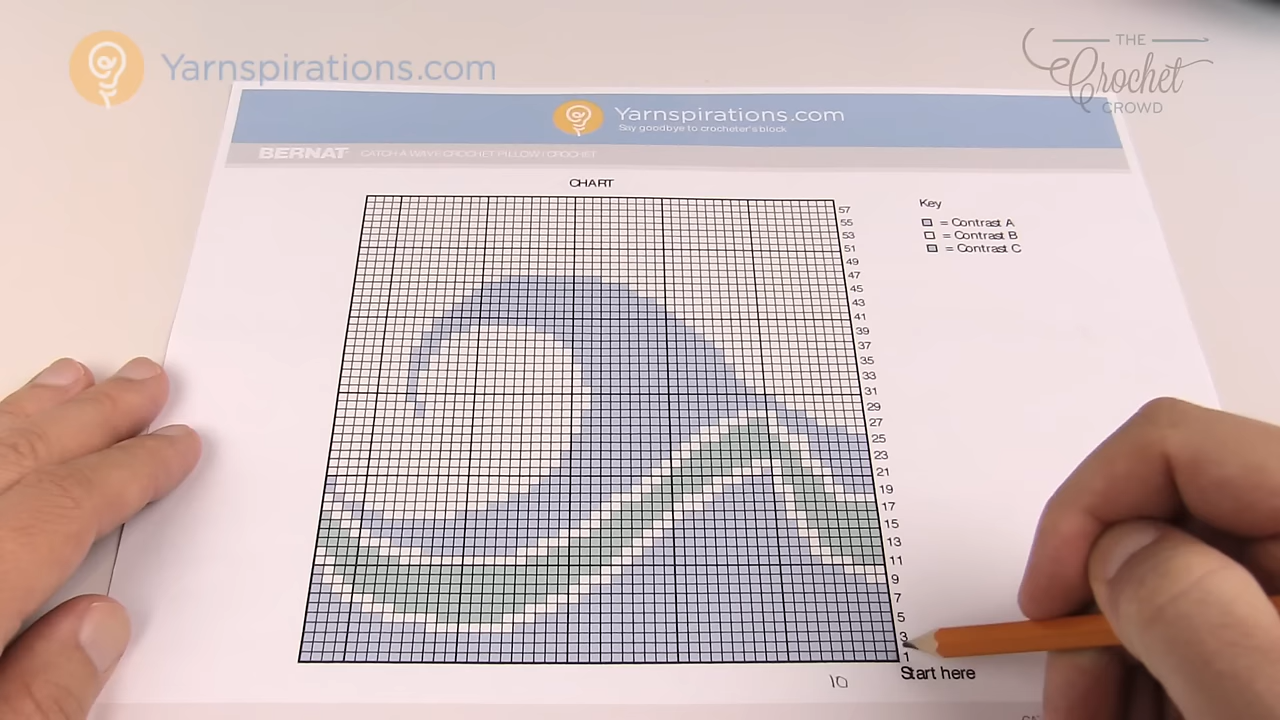 Yarnspirations.com
THE
Crochet
CROWD
Yarnspirations.com
Say goodbye to crocheter's block
BERNAT CATCH A WAVE CROCHET PILLOW | CROCHET
CHART
Key
= Contrast A
= Contrast B
= Contrast C
57
55
53
51
49
47
45
43
41
39
37
35
33
31
29
27
25
23
21
19
17
15
13
11
9
7
5
3
1
Start here
10